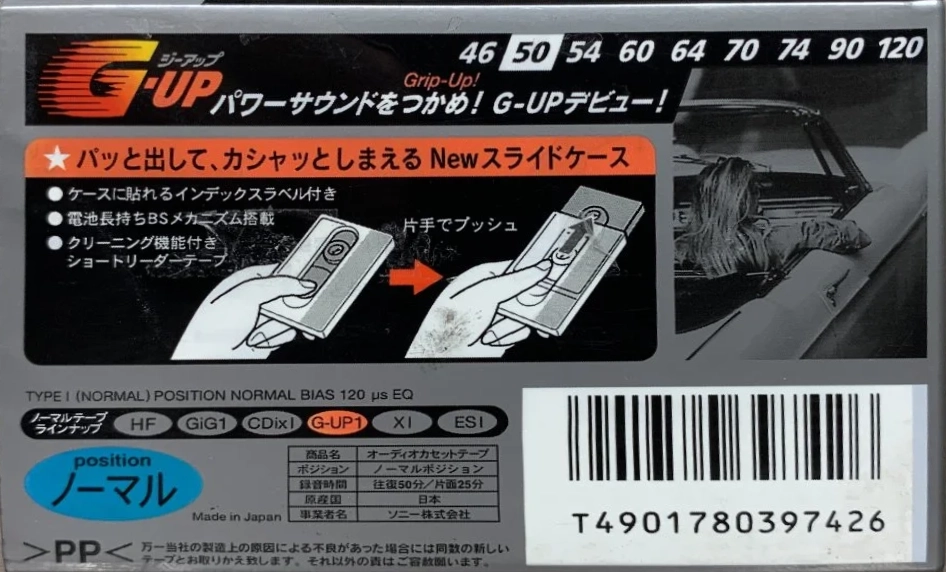 ジーアップ
G-UP
46 50 54 60 64 70 74 90 120
Grip-Up!
パワーサウンドをつかめ! G-UPデビュー!
★ パッと出して、カシャッとしまえる Newスライドケース
● ケースに貼れるインデックスラベル付き
● 電池長持ちBSメカニズム搭載
● クリーニング機能付き
ショートリーダーテープ
片手でプッシュ
TYPE I (NORMAL) POSITION NORMAL BIAS 120 μs EQ
ノーマルテープ
ラインナップ
HF GiG1 CDixI G-UP1 XI ESI
position
ノーマル
商品名 オーディオカセットテープ
ポジション ノーマルポジション
録音時間 往復50分/片面25分
原産国 日本
事業者名 ソニー株式会社
Made in Japan
T4901780397426
>PP< 万一当社の製造上の原因による不良があった場合には同数の新しい
テープとお取りかえ致します。それ以外の責はご容赦願います。